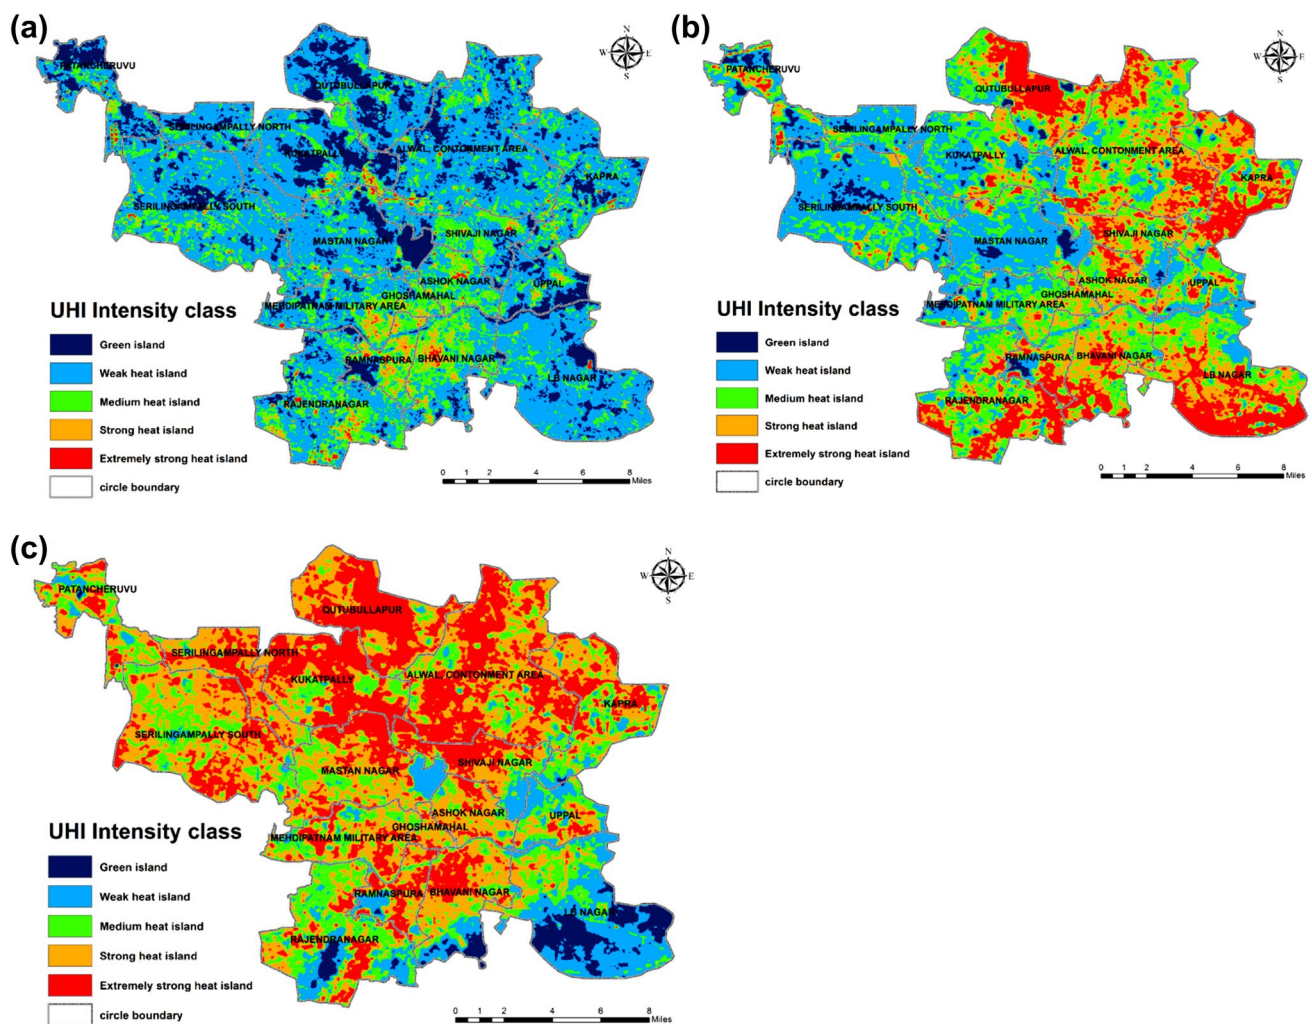 (a)
N
W E
S
PATANCHERUVU
QUTUBULLAPUR
SERILINGAMPALLY NORTH
KUKATPALLY
ALWAL, CONTONMENT AREA
KAPRA
SERILINGAMPALLY SOUTH
MASTAN NAGAR
SHIVAJI NAGAR
ASHOK NAGAR
UPPAL
GHOSHAMAHAL
MEHDIPATNAM MILITARY AREA
RAMNASPURA
BHAVANI NAGAR
LB NAGAR
RAJENDRANAGAR
UHI Intensity class
Green island
Weak heat island
Medium heat island
Strong heat island
Extremely strong heat island
circle boundary
0 1 2 4 6 8
Miles
(b)
N
W E
S
PATANCHERUVU
QUTUBULLAPUR
SERILINGAMPALLY NORTH
KUKATPALLY
ALWAL, CONTONMENT AREA
KAPRA
SERILINGAMPALLY SOUTH
MASTAN NAGAR
SHIVAJI NAGAR
ASHOK NAGAR
UPPAL
GHOSHAMAHAL
MEHDIPATNAM MILITARY AREA
RAMNASPURA
BHAVANI NAGAR
LB NAGAR
RAJENDRANAGAR
UHI Intensity class
Green island
Weak heat island
Medium heat island
Strong heat island
Extremely strong heat island
circle boundary
0 1 2 4 6 8
Miles
(c)
N
W E
S
PATANCHERUVU
QUTUBULLAPUR
SERILINGAMPALLY NORTH
KUKATPALLY
ALWAL, CONTONMENT AREA
KAPRA
SERILINGAMPALLY SOUTH
MASTAN NAGAR
SHIVAJI NAGAR
ASHOK NAGAR
UPPAL
GHOSHAMAHAL
MEHDIPATNAM MILITARY AREA
RAMNASPURA
BHAVANI NAGAR
LB NAGAR
RAJENDRANAGAR
UHI Intensity class
Green island
Weak heat island
Medium heat island
Strong heat island
Extremely strong heat island
circle boundary
0 1 2 4 6 8
Miles